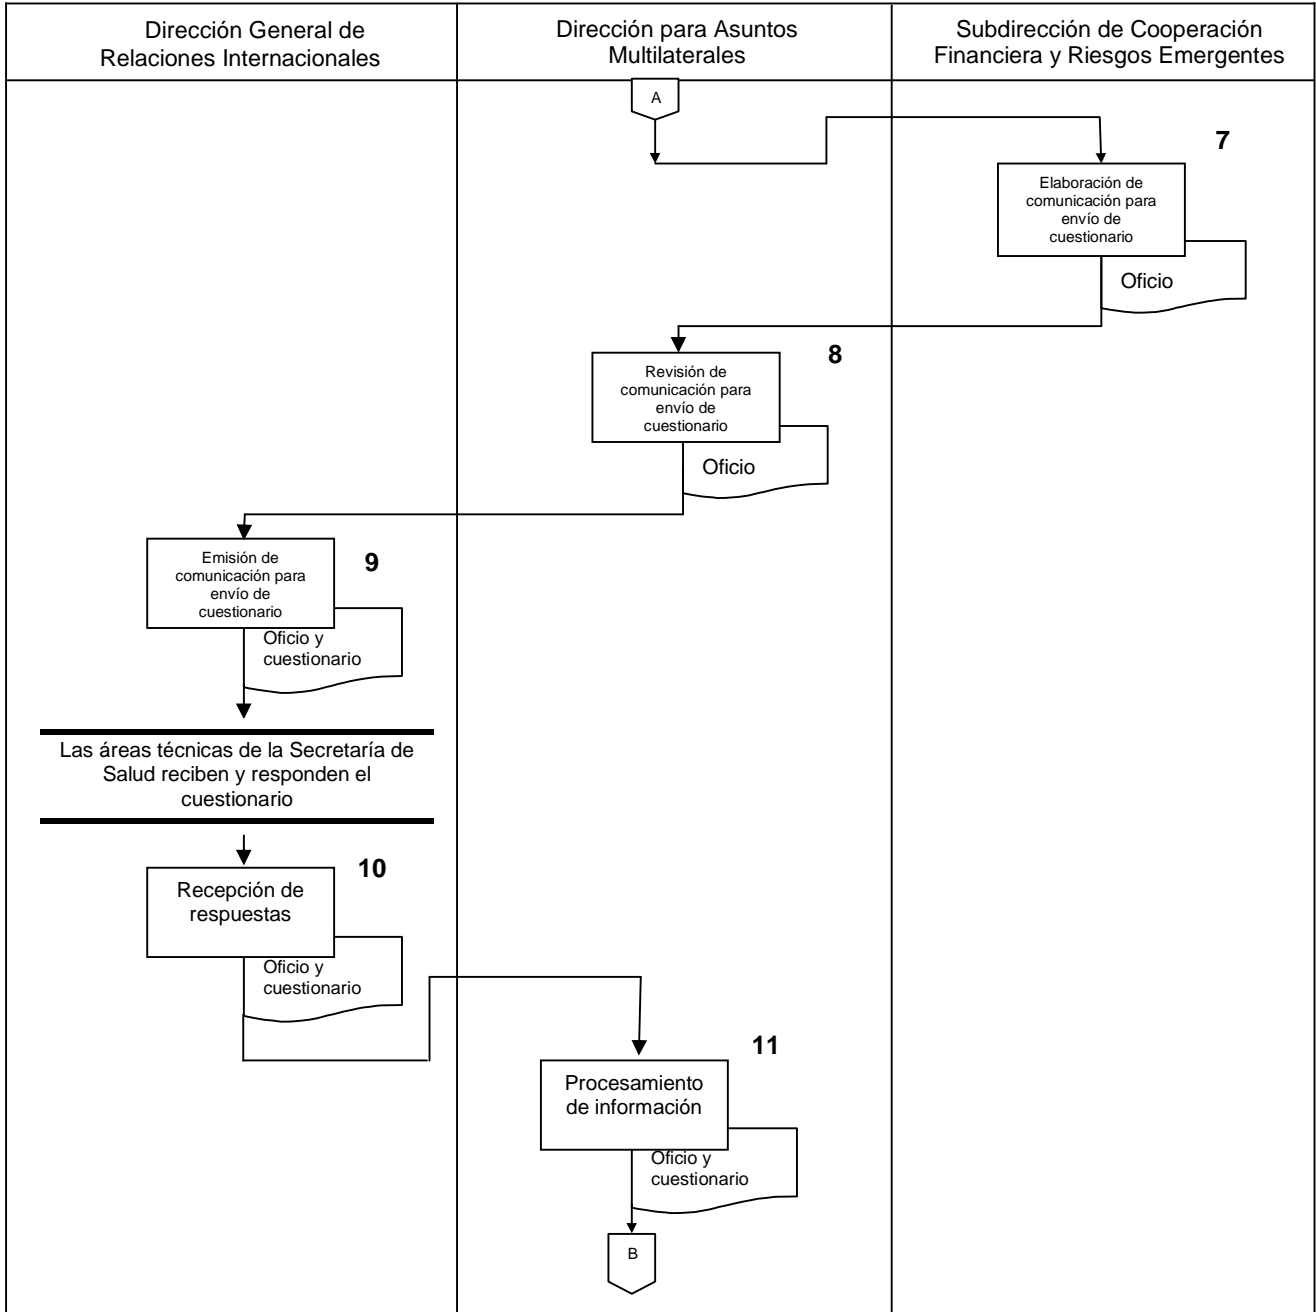 Dirección General de
Relaciones Internacionales
Dirección para Asuntos
Multilaterales
Subdirección de Cooperación
Financiera y Riesgos Emergentes
A
7
Elaboración de
comunicación para
envío de
cuestionario
Oficio
8
Revisión de
comunicación para
envío de
cuestionario
Oficio
9
Emisión de
comunicación para
envío de
cuestionario
Oficio y
cuestionario
Las áreas técnicas de la Secretaría de
Salud reciben y responden el
cuestionario
10
Recepción de
respuestas
Oficio y
cuestionario
11
Procesamiento
de información
Oficio y
cuestionario
B